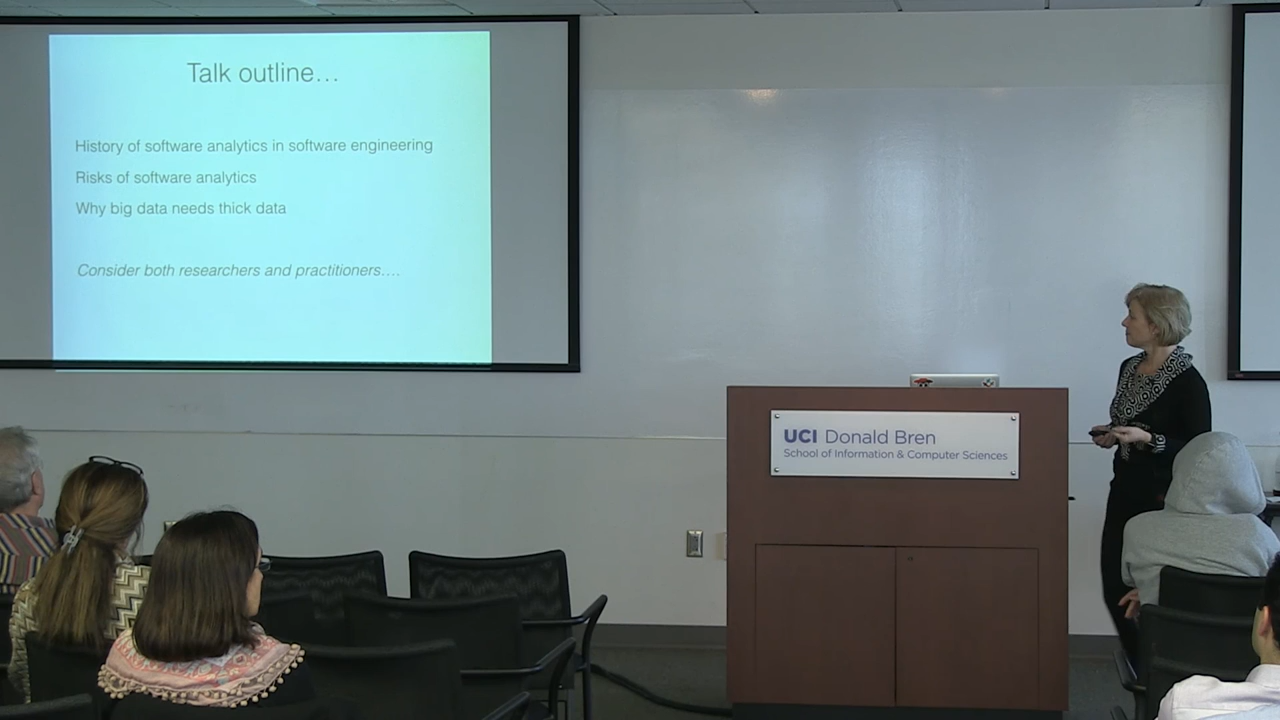 Talk outline…
History of software analytics in software engineering
Risks of software analytics
Why big data needs thick data
Consider both researchers and practitioners….
UCI Donald Bren
School of Information & Computer Sciences